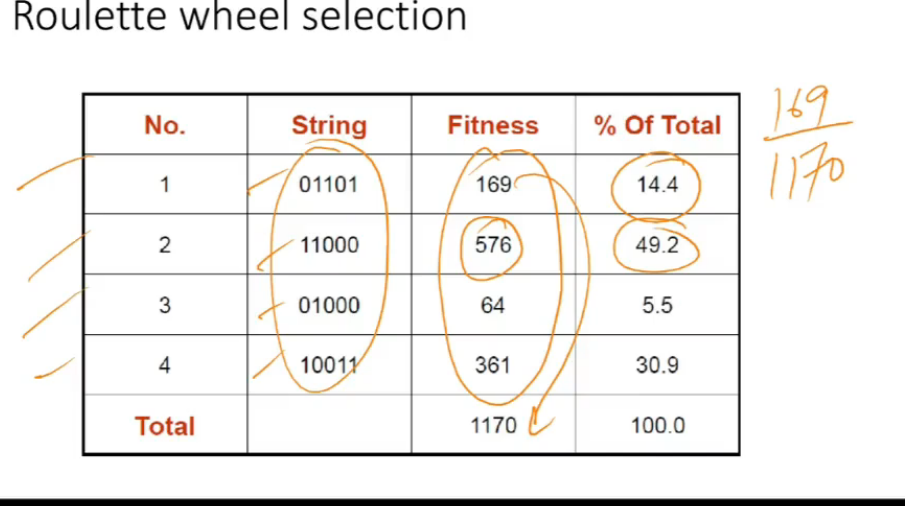 Roulette wheel selection
No. String Fitness % Of Total
1 01101 169 14.4
2 11000 576 49.2
3 01000 64 5.5
4 10011 361 30.9
Total 1170 100.0
169
1170